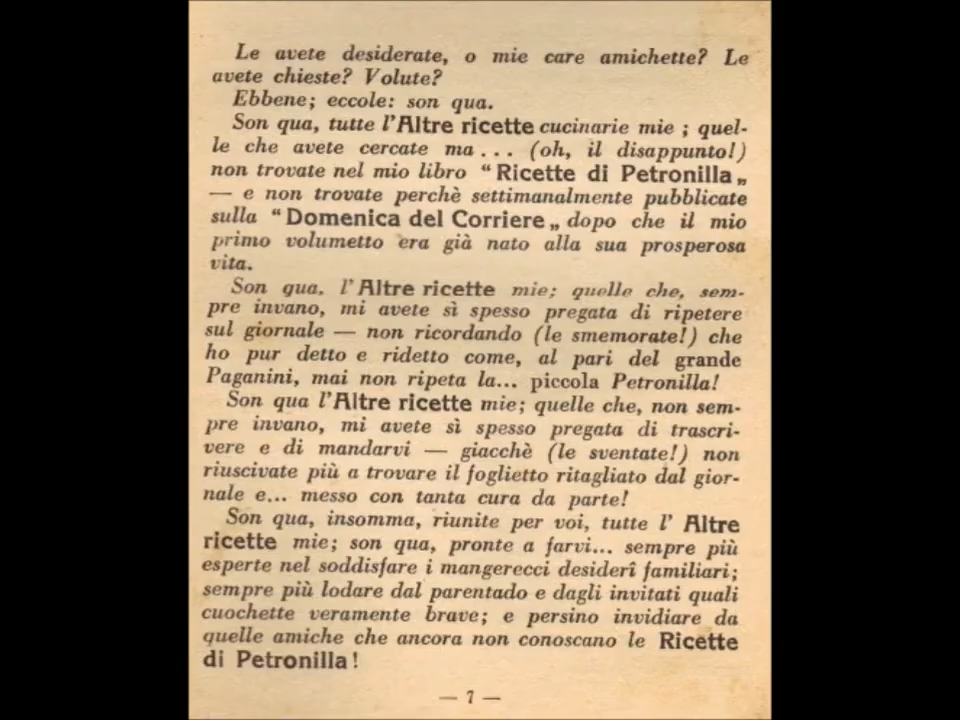 Le avete desiderate, o mie care amichette? Le
avete chieste? Volute?
Ebbene; eccole: son qua.
Son qua, tutte l'Altre ricette cucinarie mie ; quel-
le che avete cercate ma... (oh, il disappunto!)
non trovate nel mio libro “Ricette di Petronilla„
— e non trovate perchè settimanalmente pubblicate
sulla “Domenica del Corriere„ dopo che il mio
primo volumetto era già nato alla sua prosperosa
vita.
Son qua, l'Altre ricette mie; quelle che, sem-
pre invano, mi avete sì spesso pregata di ripetere
sul giornale — non ricordando (le smemorate!) che
ho pur detto e ridetto come, al pari del grande
Paganini, mai non ripeta la... piccola Petronilla!
Son qua l'Altre ricette mie; quelle che, non sem-
pre invano, mi avete sì spesso pregata di trascri-
vere e di mandarvi — giacchè (le sventate!) non
riuscivate più a trovare il foglietto ritagliato dal gior-
nale e... messo con tanta cura da parte!
Son qua, insomma, riunite per voi, tutte l' Altre
ricette mie; son qua, pronte a farvi... sempre più
esperte nel soddisfare i mangerecci desiderî familiari;
sempre più lodare dal parentado e dagli invitati quali
cuochette veramente brave; e persino invidiare da
quelle amiche che ancora non conoscano le Ricette
di Petronilla!
— 7 —